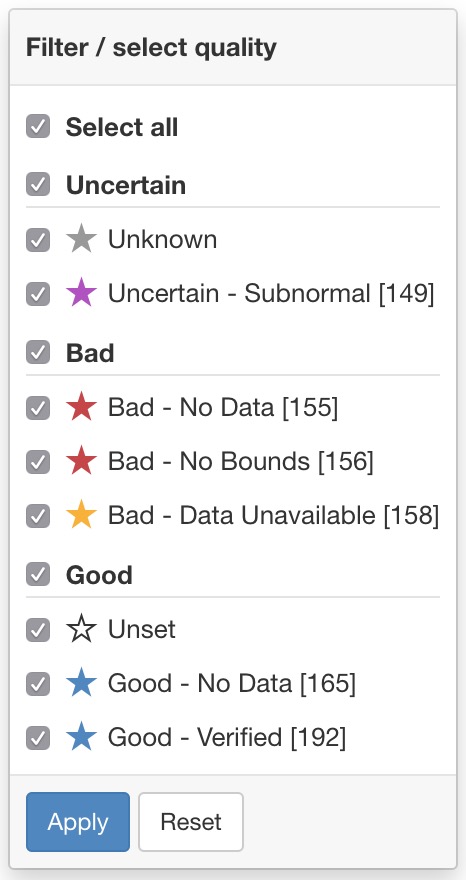 Filter / select quality
Select all
Uncertain
Unknown
Uncertain - Subnormal [149]
Bad
Bad - No Data [155]
Bad - No Bounds [156]
Bad - Data Unavailable [158]
Good
Unset
Good - No Data [165]
Good - Verified [192]
Apply Reset